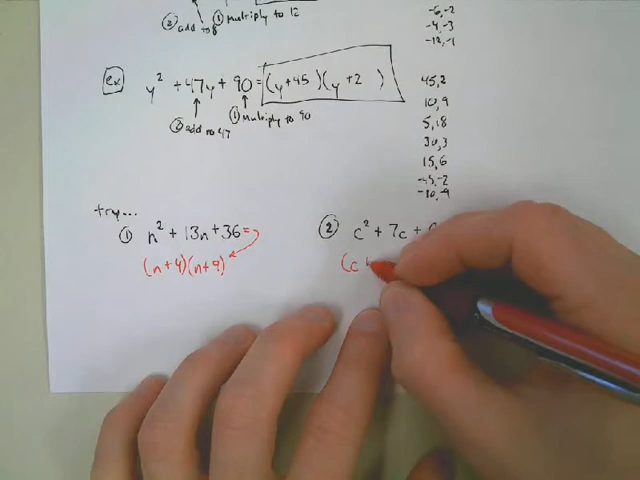 ② add to 8 ① multiply to 12
-6, -2
-4, -3
-12, -1
ex y² + 47y + 90 = (y + 45)(y + 2)
② add to 47 ① multiply to 90
45, 2
10, 9
5, 18
30, 3
15, 6
-45, -2
-10, -9
try...
① n² + 13n + 36 =
(n + 4)(n + 9)
② c² + 7c +
(c